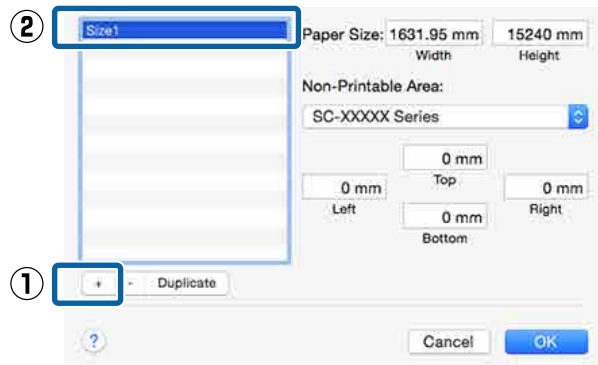 ②
Size1
Paper Size: 1631.95 mm 15240 mm
Width Height
Non-Printable Area:
SC-XXXXX Series
0 mm
Top
0 mm 0 mm
Left Right
0 mm
Bottom
①
+ - Duplicate
? Cancel OK